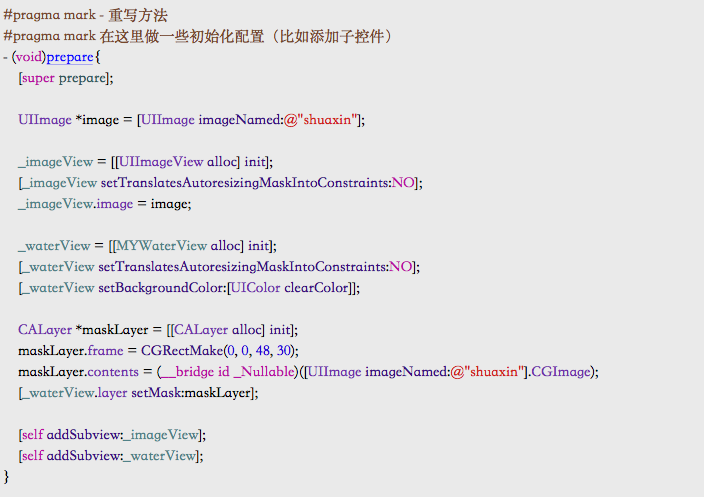 #pragma mark - 重写方法
#pragma mark 在这里做一些初始化配置（比如添加子控件）
- (void)prepare{
[super prepare];
UIImage *image = [UIImage imageNamed:@"shuaxin"];
_imageView = [[UIImageView alloc] init];
[_imageView setTranslatesAutoresizingMaskIntoConstraints:NO];
_imageView.image = image;
_waterView = [[MYWaterView alloc] init];
[_waterView setTranslatesAutoresizingMaskIntoConstraints:NO];
[_waterView setBackgroundColor:[UIColor clearColor]];
CALayer *maskLayer = [[CALayer alloc] init];
maskLayer.frame = CGRectMake(0, 0, 48, 30);
maskLayer.contents = (__bridge id _Nullable)([UIImage imageNamed:@"shuaxin"].CGImage);
[_waterView.layer setMask:maskLayer];
[self addSubview:_imageView];
[self addSubview:_waterView];
}